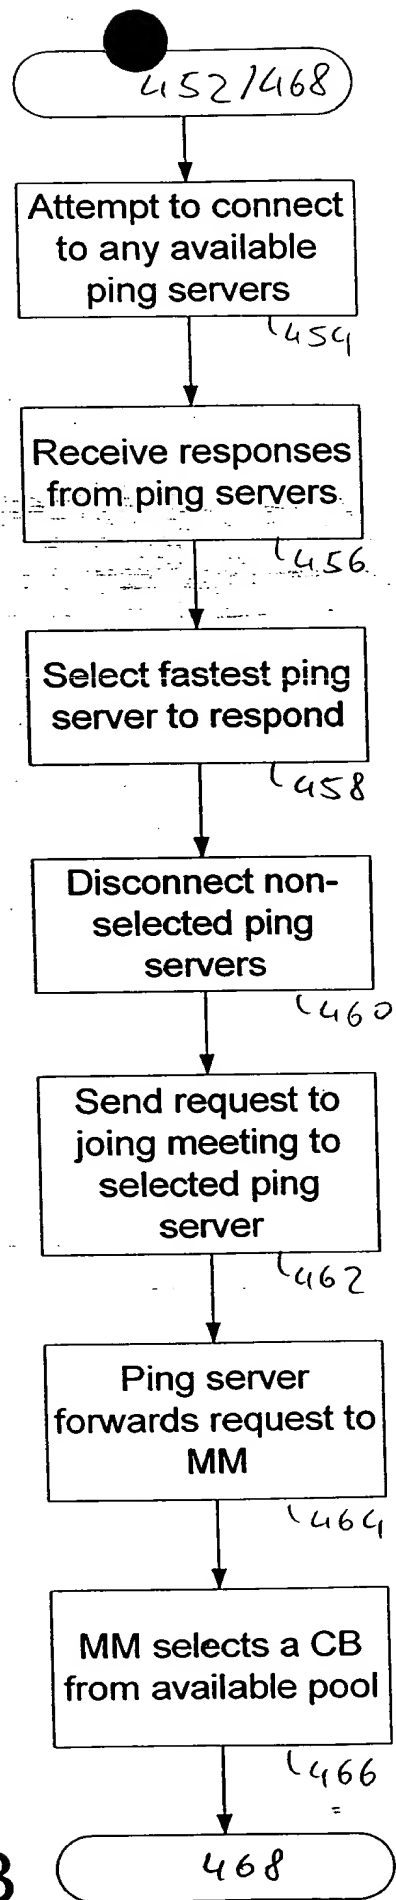 452/468
Attempt to connect
to any available
ping servers
454
Receive responses
from ping servers
456
Select fastest ping
server to respond
458
Disconnect non-
selected ping
servers
460
Send request to
joing meeting to
selected ping
server
462
Ping server
forwards request to
MM
464
MM selects a CB
from available pool
466
468